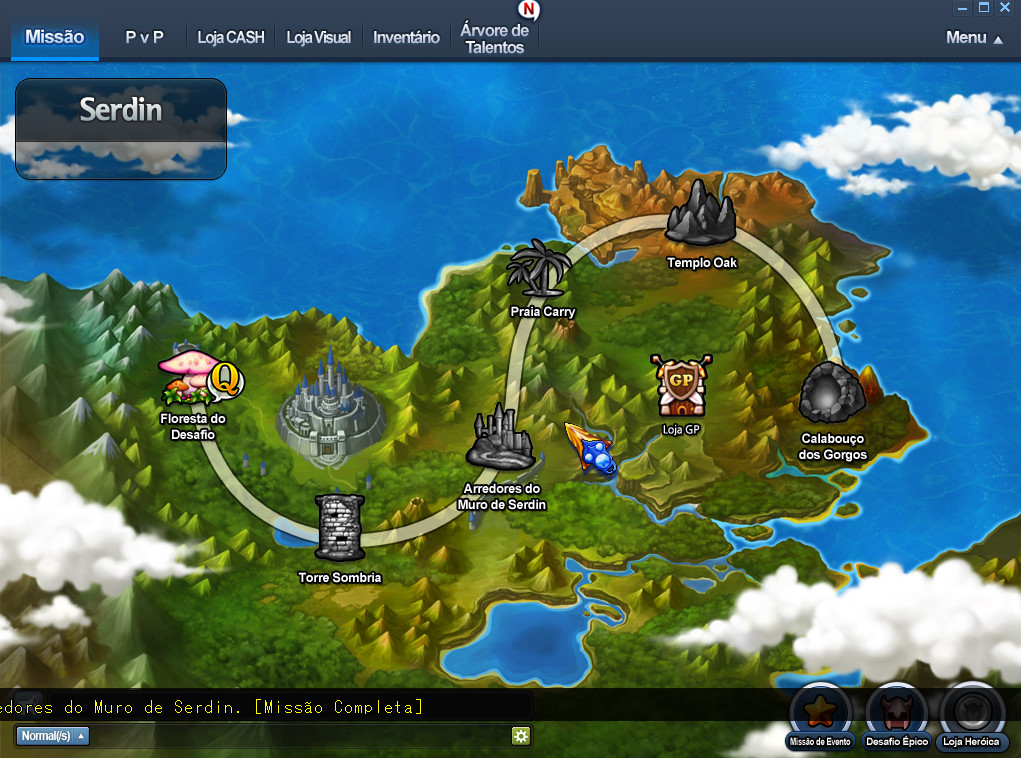 N
Missão
P v P
Loja CASH
Loja Visual
Inventário
Árvore de
Talentos
Menu
Serdin
Templo Oak
Praia Carry
Q
Floresta do
Desafio
GP
Loja GP
Calabouço
dos Gorgos
Arredores do
Muro de Serdin
Torre Sombria
edores do Muro de Serdin. [Missão Completa]
Normal(/s)
Missão de Evento
Desafio Épico
Loja Heróica